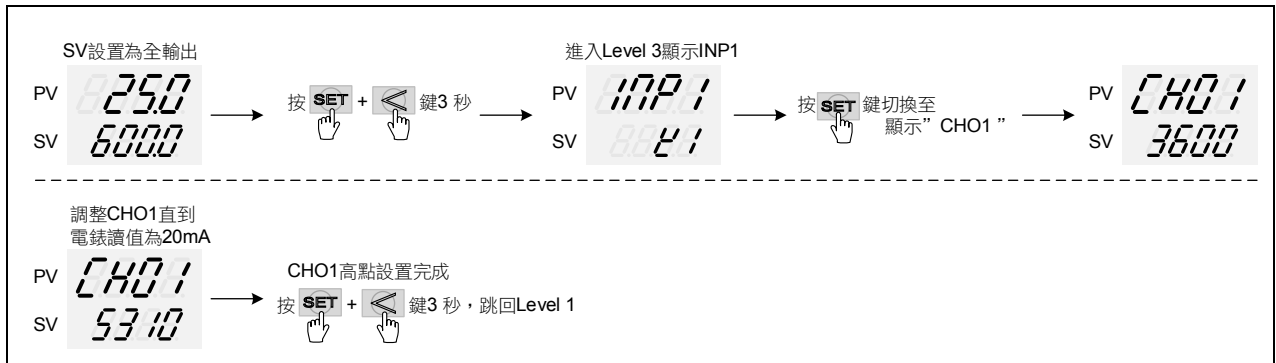 SV設置為全輸出
PV 25.0
SV 600.0
按 SET + < 鍵3 秒
進入Level 3顯示INP1
PV INP1
SV K1
按 SET 鍵切換至
顯示”CHO1 ”
PV CHO1
SV 3600
調整CHO1直到
電錶讀值為20mA
PV CHO1
SV 5310
CHO1高點設置完成
按 SET + < 鍵3 秒，跳回Level 1